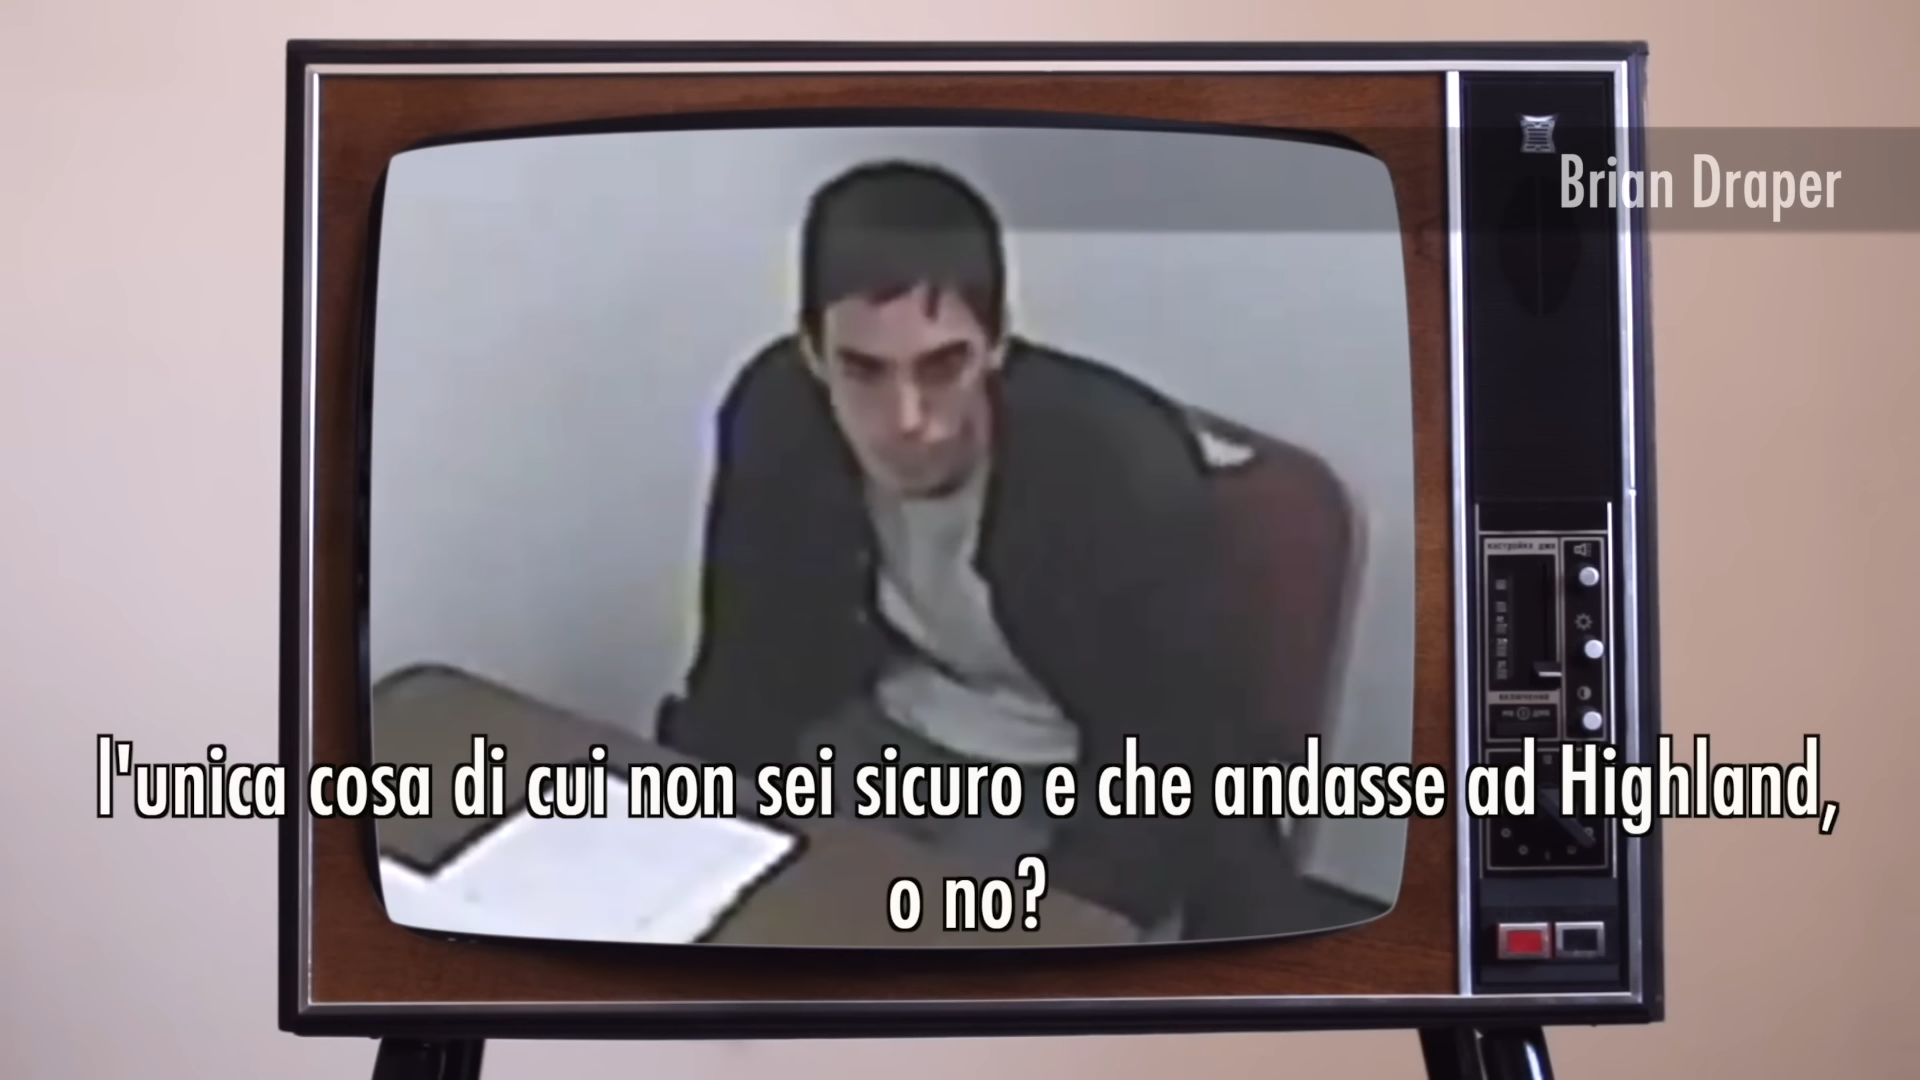 Brian Draper
l'unica cosa di cui non sei sicuro e che andasse ad Highland,
o no?